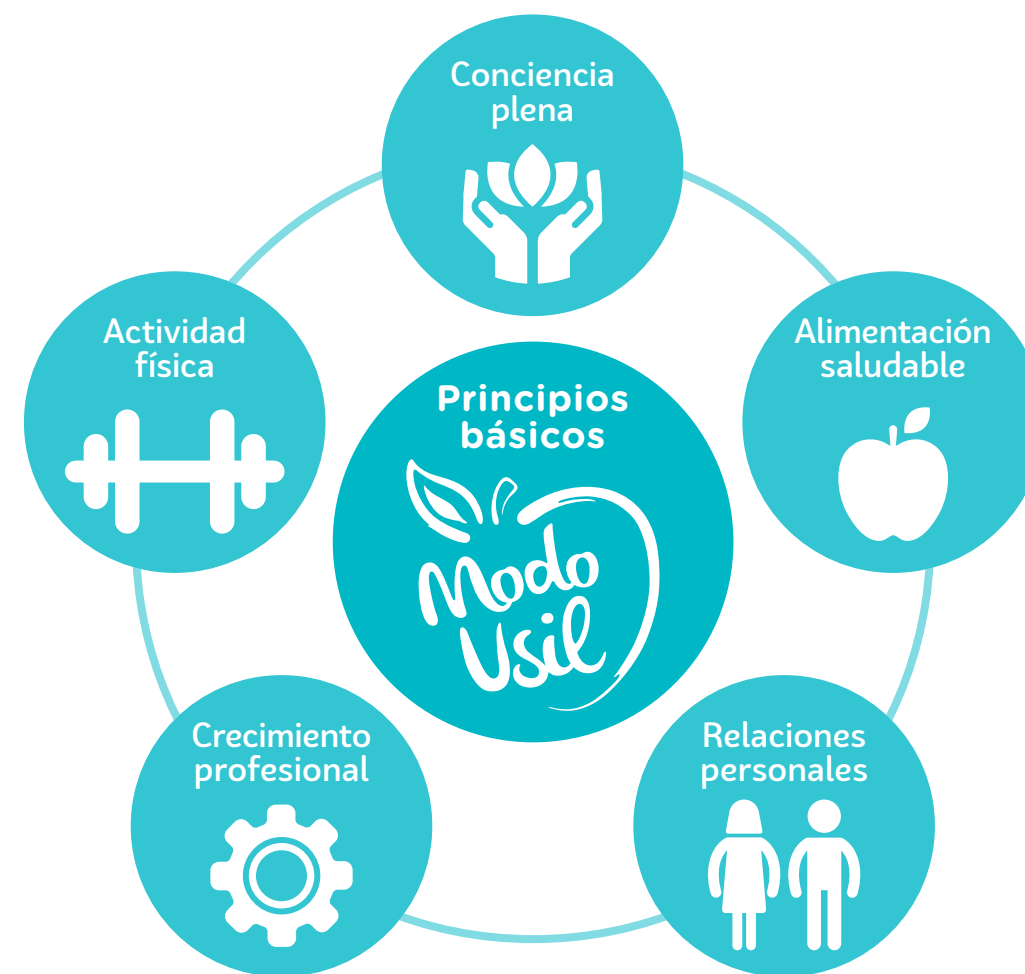 Conciencia
plena
Actividad
física
Alimentación
saludable
Principios
básicos
Modo
Usil
Crecimiento
profesional
Relaciones
personales